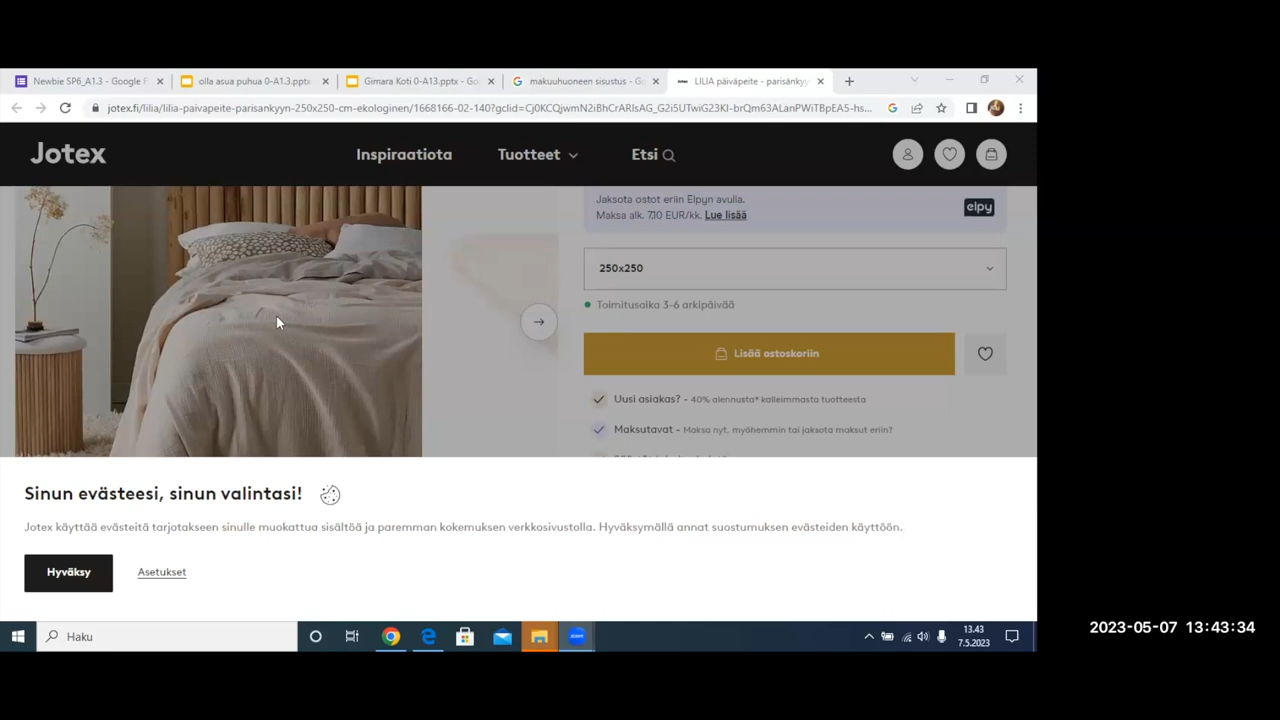 Newbie SP6_A1.3 - Google F
olla asua puhua 0-A1.3.pptx
Gimara Koti 0-A13.pptx - Go
makuuhuoneen sisustus - Go
LILIA päiväpeite - parisänkyy
jotex.fi/lilia/lilia-paivapeite-parisankyyn-250x250-cm-ekologinen/1668166-02-140?gclid=Cj0KCQjwmN2iBhCrARIsAG_G2i5UTwiG23KI-brQm63ALanPWiTBpEA5-hs...
Jotex
Inspiraatiota
Tuotteet
Etsi
Jaksota ostot eriin Elpyn avulla.
Maksa alk. 7,10 EUR/kk. Lue lisää
elpy
250x250
Toimitusaika 3-6 arkipäivää
Lisää ostoskoriin
Uusi asiakas? - 40% alennusta* kalleimmasta tuotteesta
Maksutavat - Maksa nyt, myöhemmin tai jaksota maksut eriin?
Sinun evästeesi, sinun valintasi!
Jotex käyttää evästeitä tarjotakseen sinulle muokattua sisältöä ja paremman kokemuksen verkkosivustolla. Hyväksymällä annat suostumuksen evästeiden käyttöön.
Hyväksy
Asetukset
Haku
zoom
13.43
7.5.2023
2023-05-07 13:43:34